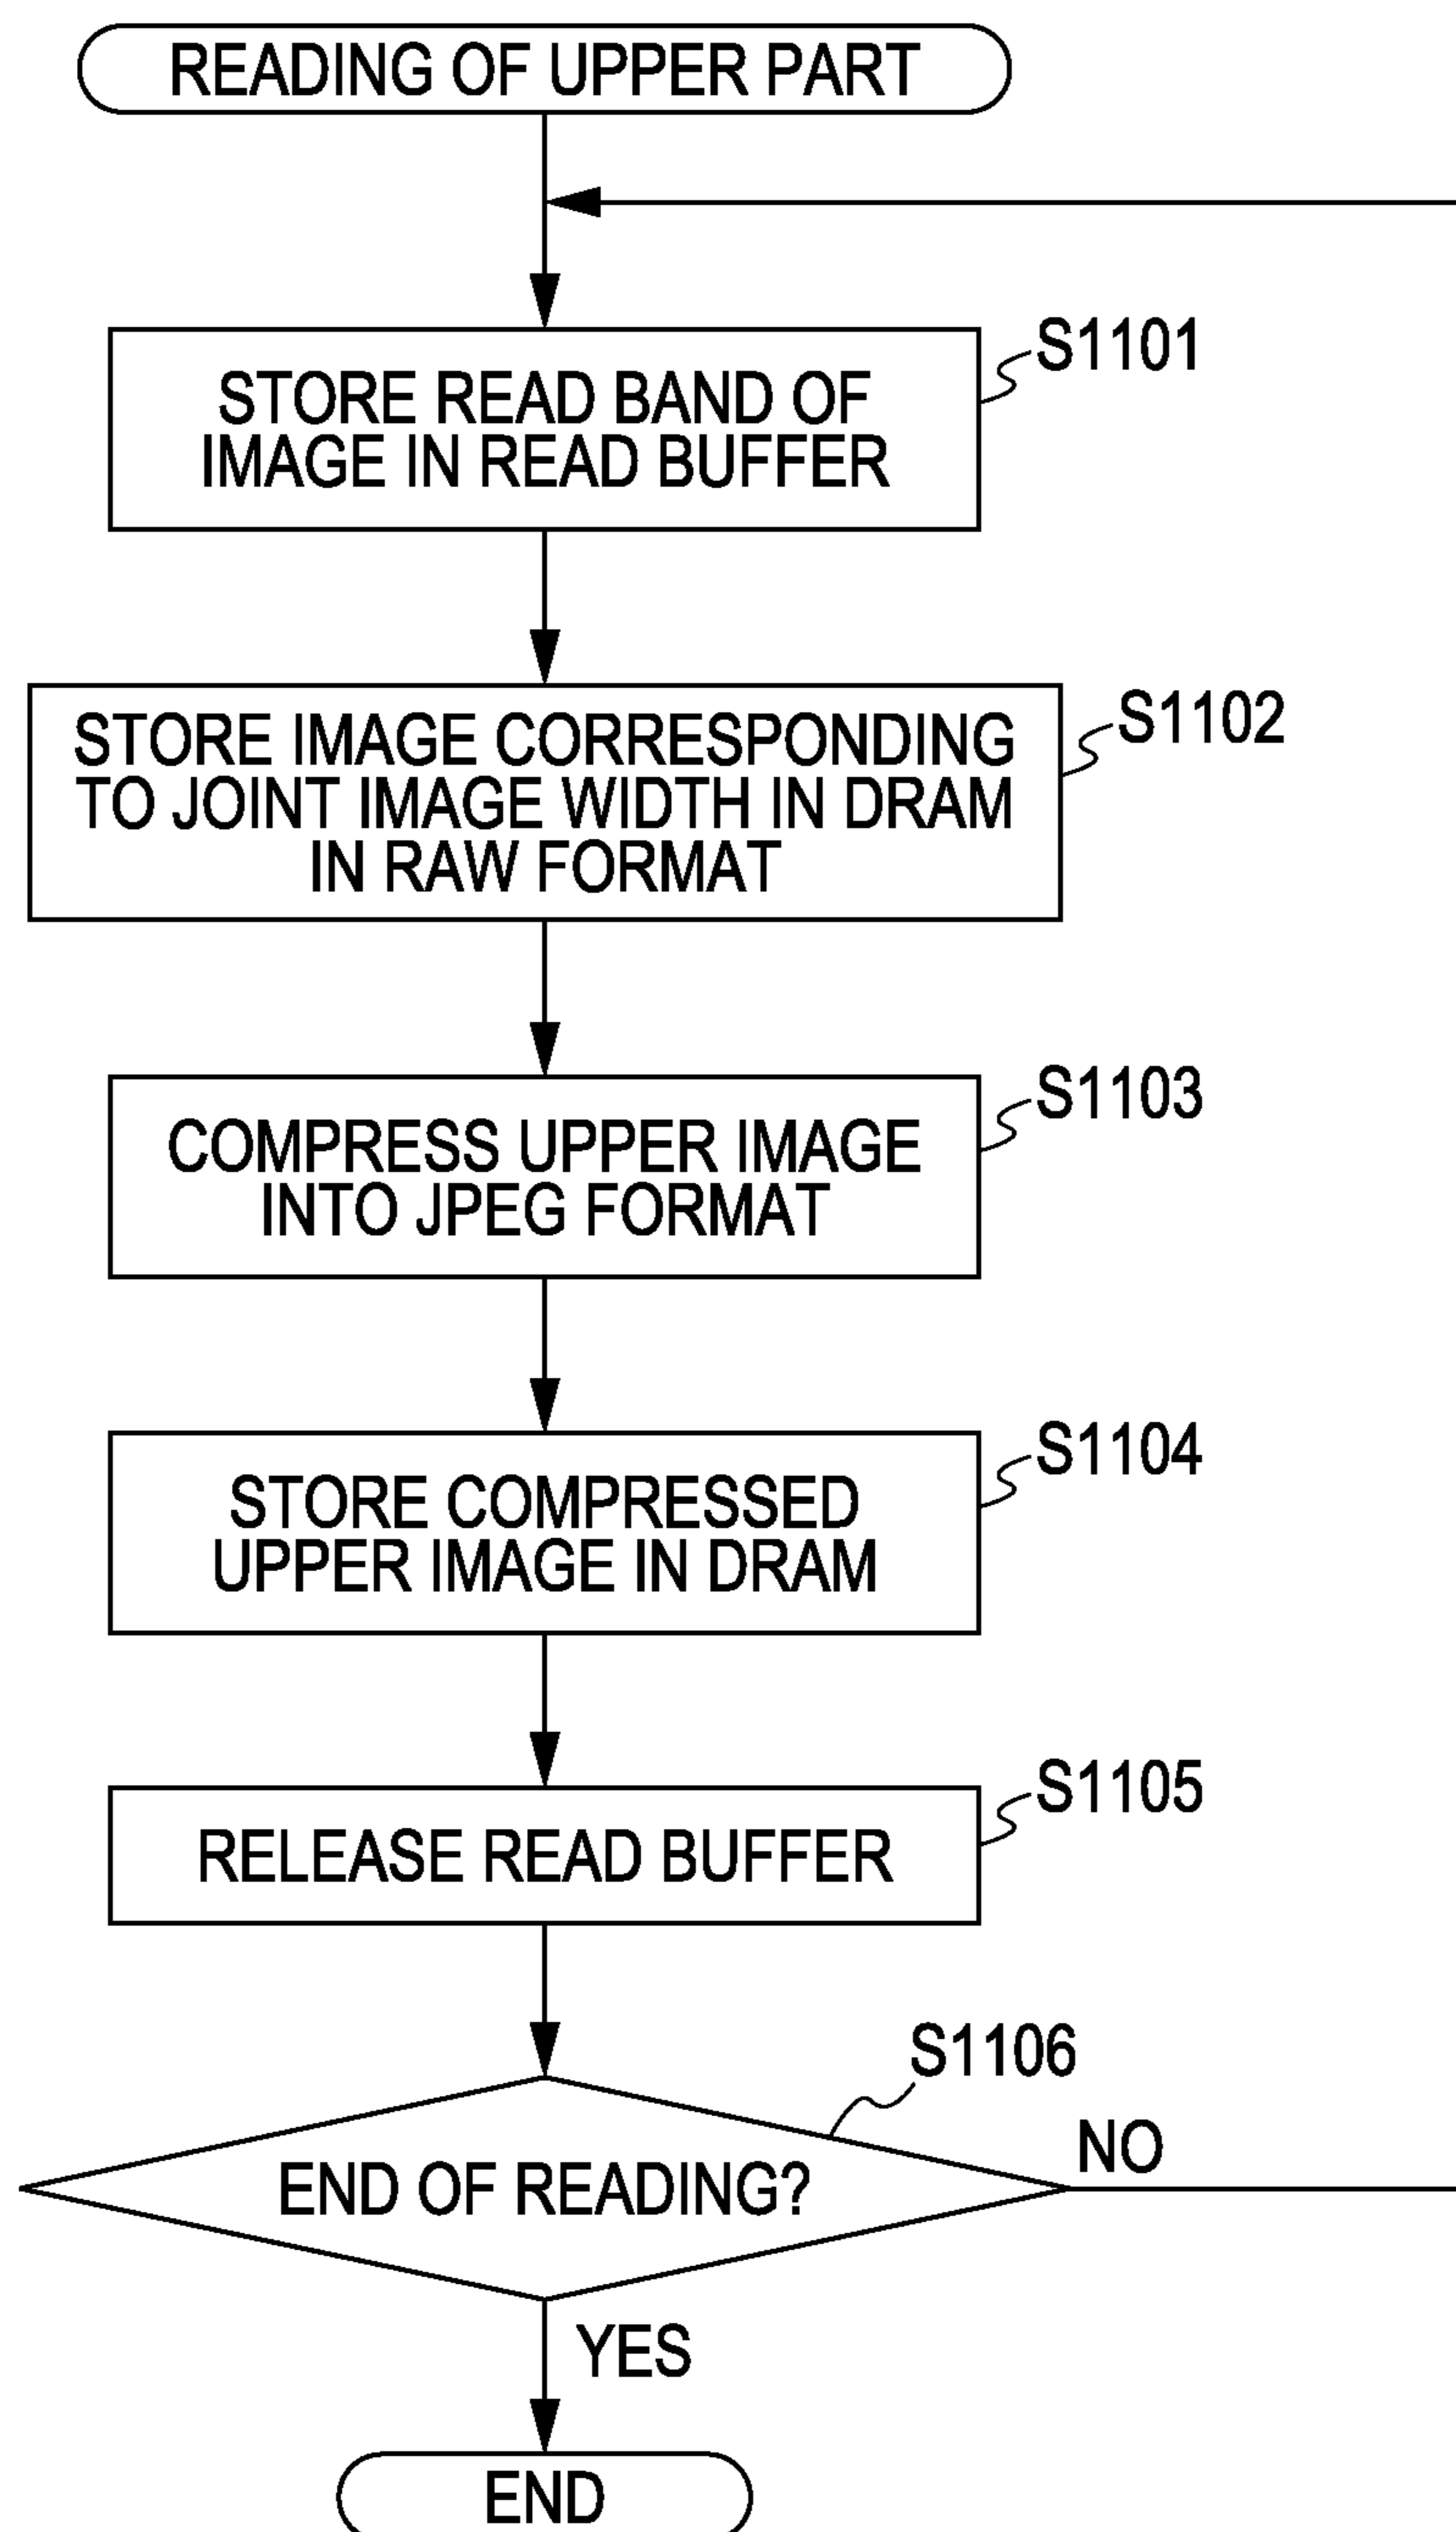 READING OF UPPER PART
S1101
STORE READ BAND OF
IMAGE IN READ BUFFER
S1102
STORE IMAGE CORRESPONDING
TO JOINT IMAGE WIDTH IN DRAM
IN RAW FORMAT
S1103
COMPRESS UPPER IMAGE
INTO JPEG FORMAT
S1104
STORE COMPRESSED
UPPER IMAGE IN DRAM
S1105
RELEASE READ BUFFER
S1106
END OF READING?
NO
YES
END